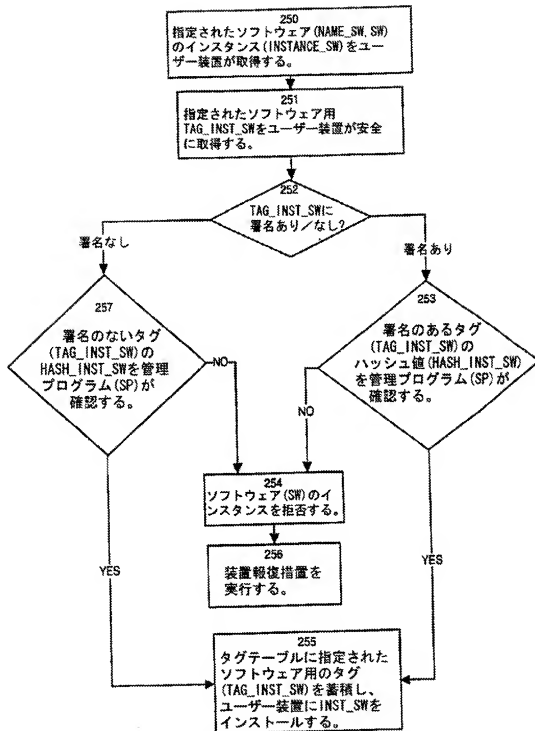 250
指定されたソフトウェア(NAME_SW,SW)
のインスタンス(INSTANCE_SW)をユー
ザー装置が取得する。
251
指定されたソフトウェア用
TAG_INST_SWをユーザー装置が安全
に取得する。
252
TAG_INST_SWに
署名あり／なし?
署名なし
署名あり
257
署名のないタグ
(TAG_INST_SW)の
HASH_INST_SWを管理
プログラム(SP)が
確認する。
253
署名のあるタグ
(TAG_INST_SW)の
ハッシュ値(HASH_INST_SW)
を管理プログラム(SP)が
確認する。
NO
NO
254
ソフトウェア(SW)のイ
ンスタンスを拒否する。
256
装置報復措置を
実行する。
YES
YES
255
タグテーブルに指定された
ソフトウェア用のタグ
(TAG_INST_SW)を蓄積し、
ユーザー装置にINST_SWを
インストールする。